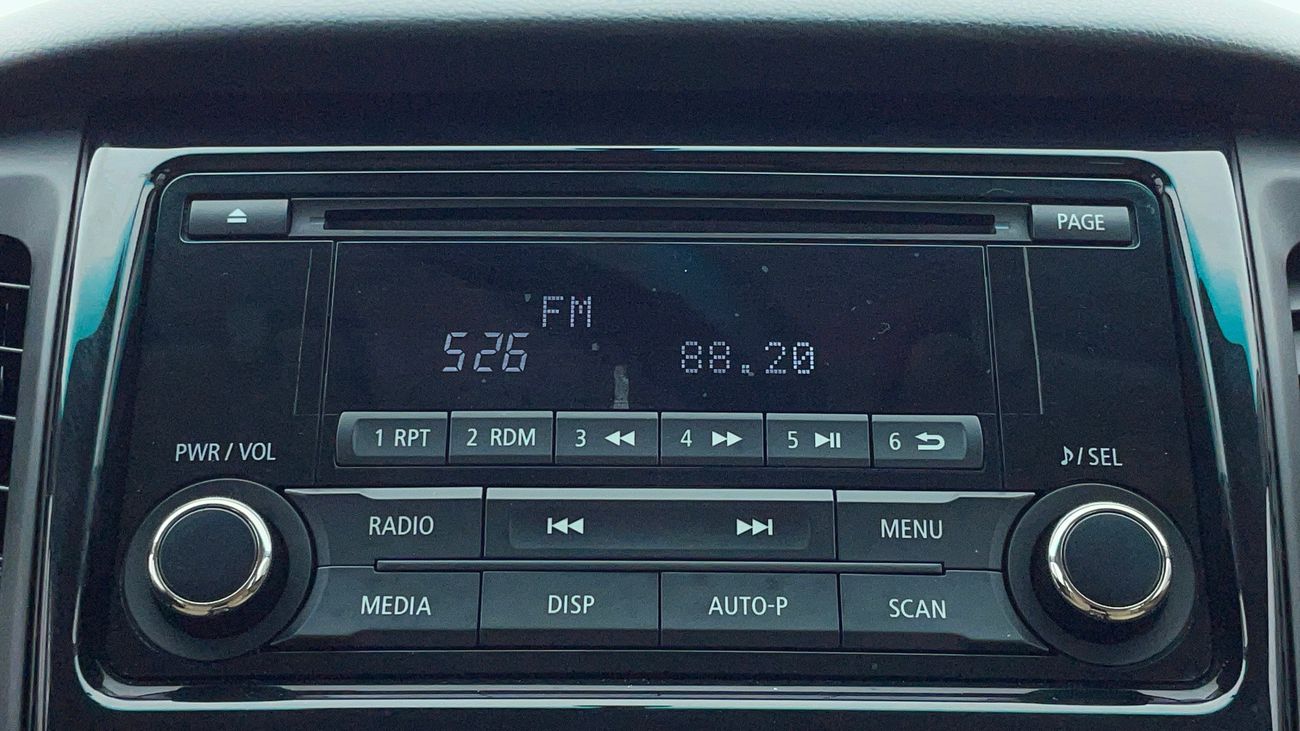 PAGE
FM
526 88.20
1 RPT 2 RDM 3 4 5 6
PWR / VOL
/ SEL
RADIO MENU
MEDIA DISP AUTO-P SCAN